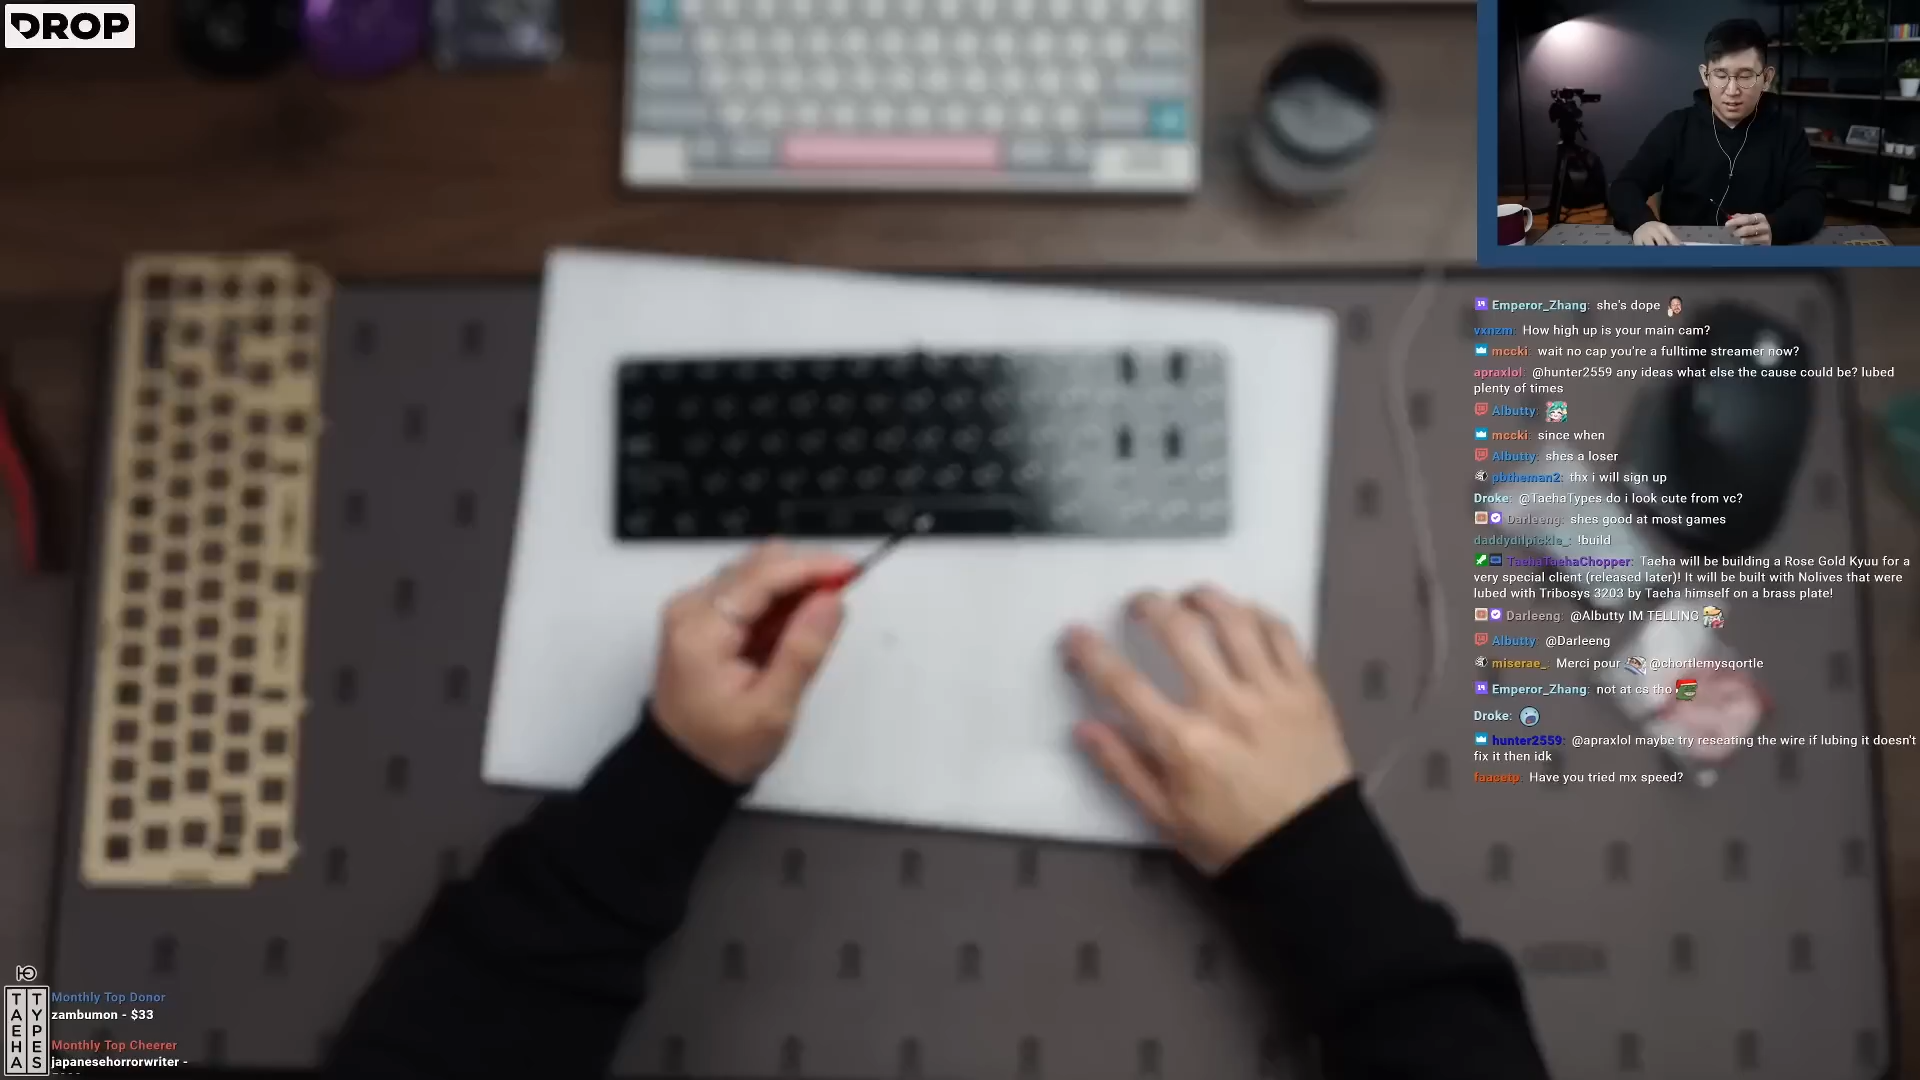 DROP
Emperor_Zhang: she's dope
vxnzm: How high up is your main cam?
mccki: wait no cap you're a fulltime streamer now?
apraxlol: @hunter2559 any ideas what else the cause could be? lubed
plenty of times
Albutty:
mccki: since when
Albutty: shes a loser
pbtheman2: thx i will sign up
Droke: @TaehaTypes do i look cute from vc?
Darleeng: shes good at most games
daddydilpickls_: !build
TaehaTaehaChopper: Taeha will be building a Rose Gold Kyuu for a
very special client (released later)! It will be built with Nolives that were
lubed with Tribosys 3203 by Taeha himself on a brass plate!
Darleeng: @Albutty IM TELLING
Albutty: @Darleeng
miserae_: Merci pour @chortlemysqortle
Emperor_Zhang: not at cs tho
Droke:
hunter2559: @apraxlol maybe try reseating the wire if lubing it doesn't
fix it then idk
faasetp: Have you tried mx speed?
TAEHA TYPES
Monthly Top Donor
zambumon - $33
Monthly Top Cheerer
japanesehorrorwriter -